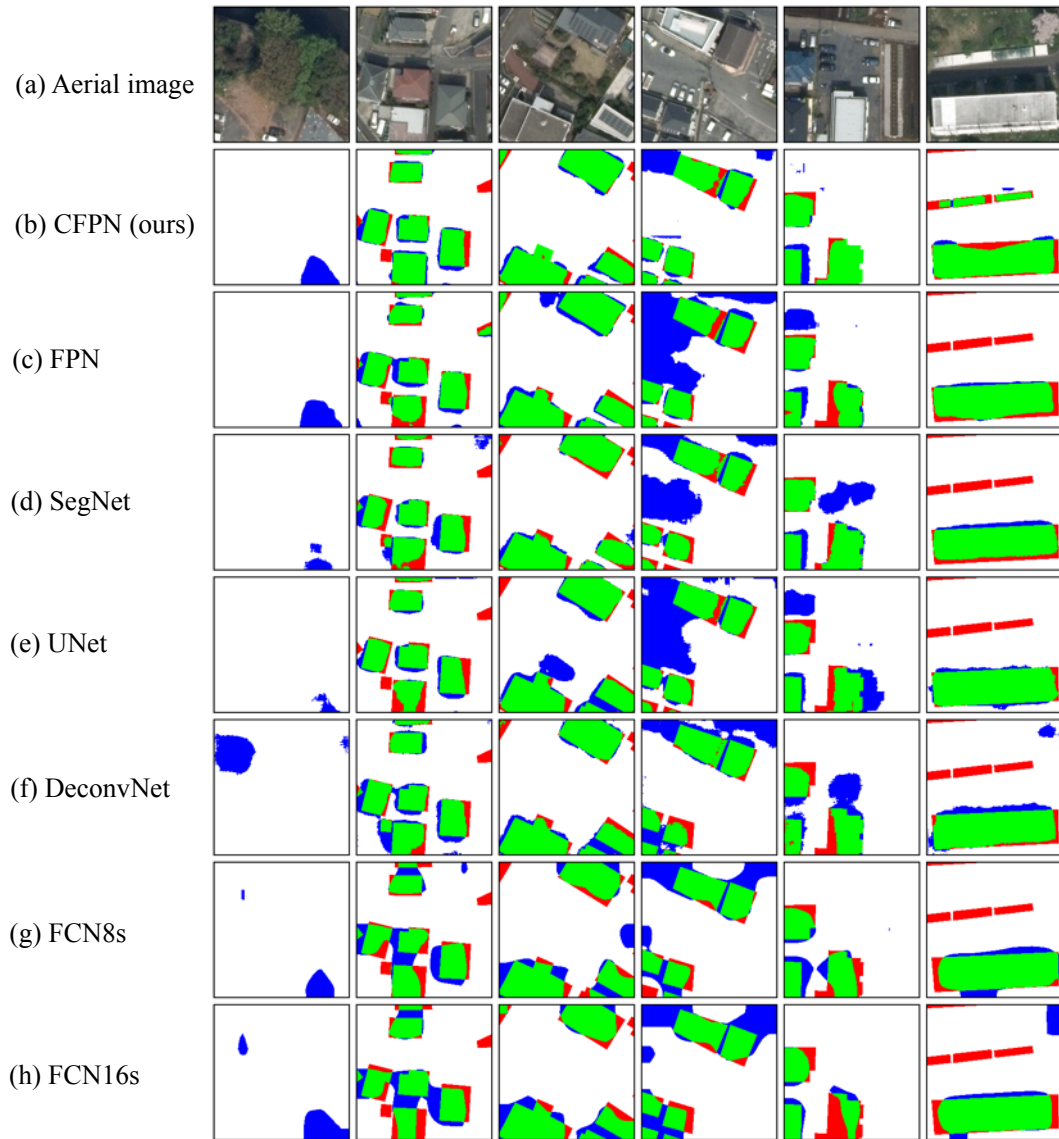 (a) Aerial image
(b) CFPN (ours)
(c) FPN
(d) SegNet
(e) UNet
(f) DeconvNet
(g) FCN8s
(h) FCN16s